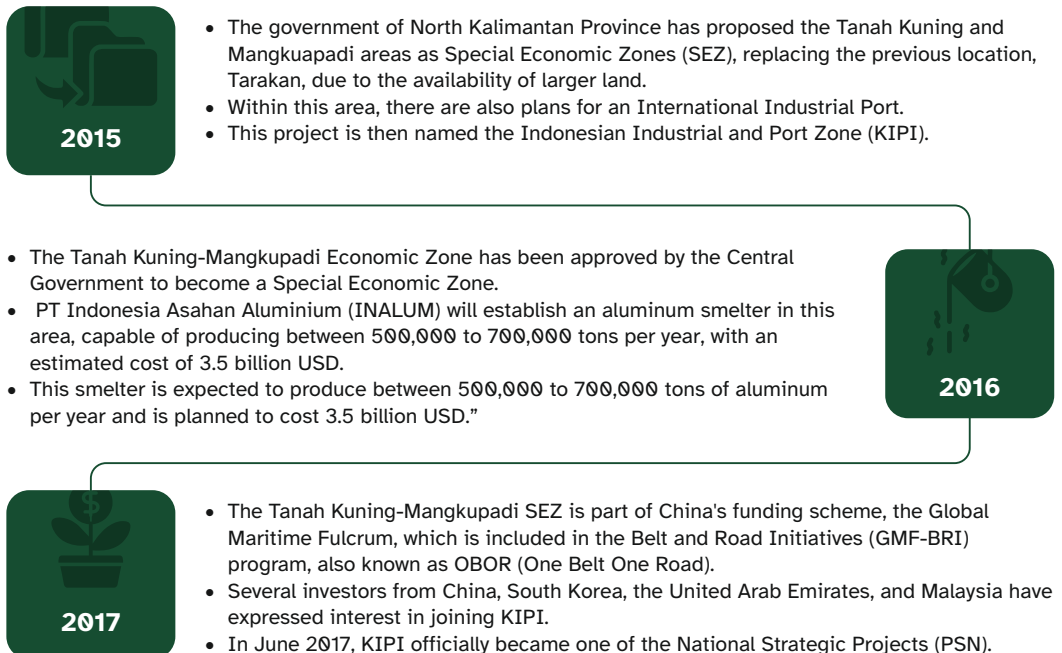 2015
• The government of North Kalimantan Province has proposed the Tanah Kuning and
Mangkuapadi areas as Special Economic Zones (SEZ), replacing the previous location,
Tarakan, due to the availability of larger land.
• Within this area, there are also plans for an International Industrial Port.
• This project is then named the Indonesian Industrial and Port Zone (KIPI).
• The Tanah Kuning-Mangkupadi Economic Zone has been approved by the Central
Government to become a Special Economic Zone.
• PT Indonesia Asahan Aluminium (INALUM) will establish an aluminum smelter in this
area, capable of producing between 500,000 to 700,000 tons per year, with an
estimated cost of 3.5 billion USD.
• This smelter is expected to produce between 500,000 to 700,000 tons of aluminum
per year and is planned to cost 3.5 billion USD.”
2016
$
2017
• The Tanah Kuning-Mangkupadi SEZ is part of China's funding scheme, the Global
Maritime Fulcrum, which is included in the Belt and Road Initiatives (GMF-BRI)
program, also known as OBOR (One Belt One Road).
• Several investors from China, South Korea, the United Arab Emirates, and Malaysia have
expressed interest in joining KIPI.
• In June 2017, KIPI officially became one of the National Strategic Projects (PSN).